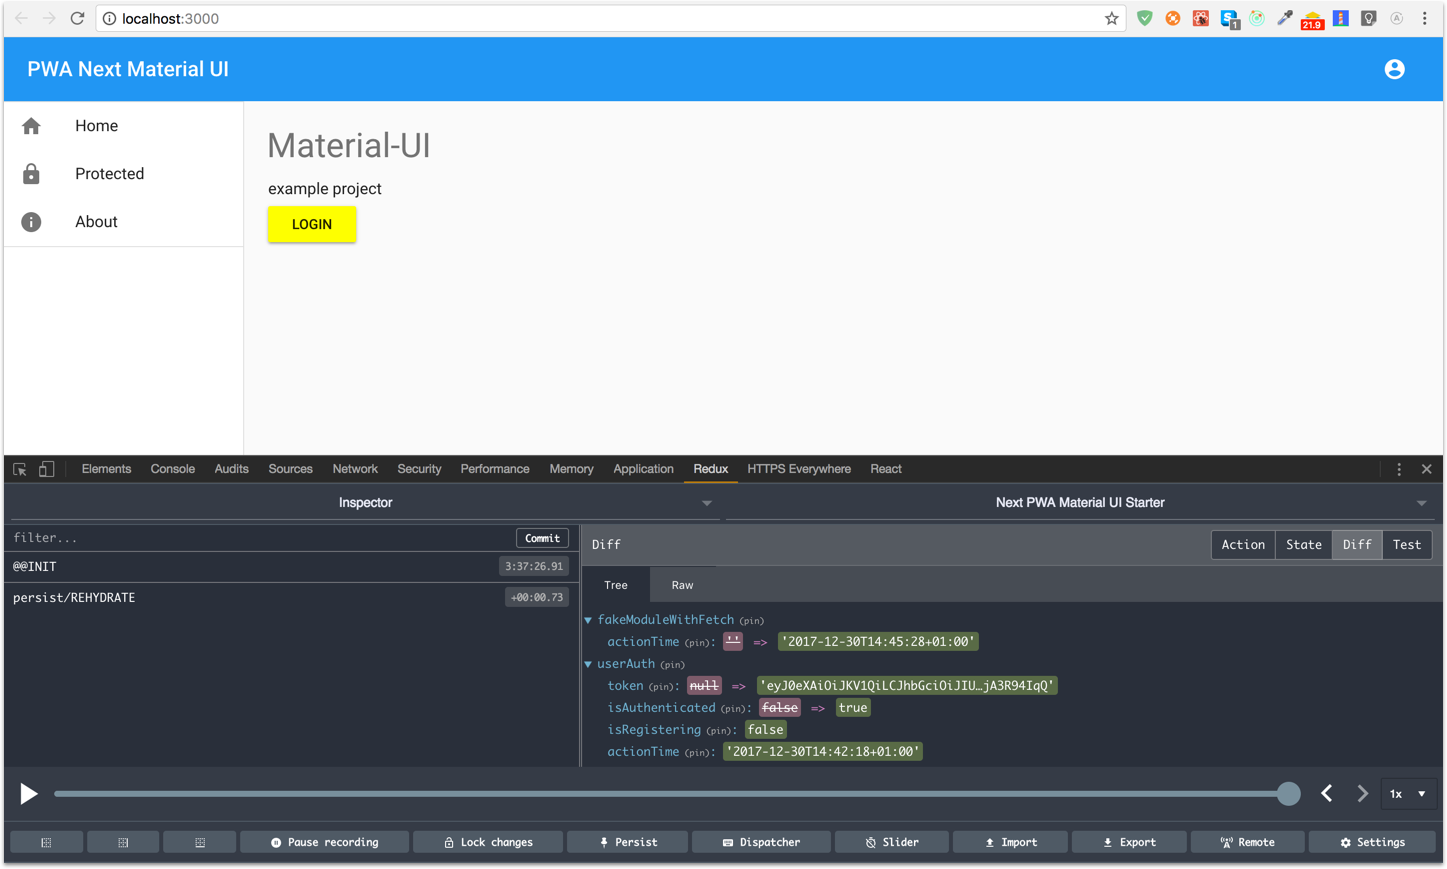 localhost:3000
1
21.9
A
PWA Next Material UI
Home
Protected
About
Material-UI
example project
LOGIN
Elements Console Audits Sources Network Security Performance Memory Application Redux HTTPS Everywhere React
Inspector
Next PWA Material UI Starter
filter...
Commit
@@INIT
3:37:26.91
persist/REHYDRATE
+00:00.73
Diff
Action State Diff Test
Tree Raw
fakeModuleWithFetch (pin)
actionTime (pin): '' => '2017-12-30T14:45:28+01:00'
userAuth (pin)
token (pin): null => 'eyJ0eXAiOiJKV1QiLCJhbGciOiJIU…jA3R94IqQ'
isAuthenticated (pin): false => true
isRegistering (pin): false
actionTime (pin): '2017-12-30T14:42:18+01:00'
1x
Pause recording Lock changes Persist Dispatcher Slider Import Export Remote Settings